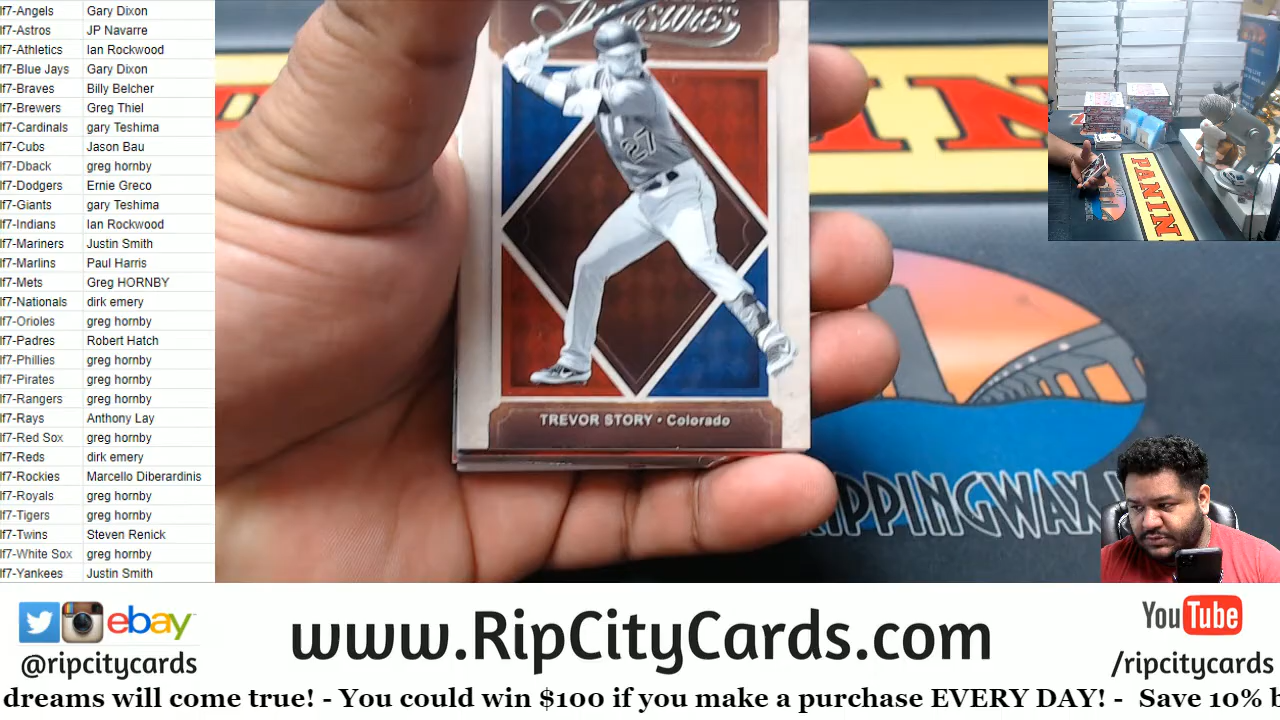 lf7-Angels Gary Dixon
lf7-Astros JP Navarre
lf7-Athletics Ian Rockwood
lf7-Blue Jays Gary Dixon
lf7-Braves Billy Belcher
lf7-Brewers Greg Thiel
lf7-Cardinals gary Teshima
lf7-Cubs Jason Bau
lf7-Dback greg hornby
lf7-Dodgers Ernie Greco
lf7-Giants gary Teshima
lf7-Indians Ian Rockwood
lf7-Mariners Justin Smith
lf7-Marlins Paul Harris
lf7-Mets Greg HORNBY
lf7-Nationals dirk emery
lf7-Orioles greg hornby
lf7-Padres Robert Hatch
lf7-Phillies greg hornby
lf7-Pirates greg hornby
lf7-Rangers greg hornby
lf7-Rays Anthony Lay
lf7-Red Sox greg hornby
lf7-Reds dirk emery
lf7-Rockies Marcello Diberardinis
lf7-Royals greg hornby
lf7-Tigers greg hornby
lf7-Twins Steven Renick
lf7-White Sox greg hornby
lf7-Yankees Justin Smith
Treasures
27
TREVOR STORY • Colorado
PANINI
IPPINGWAX
PANINI
ebay
@ripcitycards
www.RipCityCards.com
YouTube
/ripcitycards
dreams will come true! - You could win $100 if you make a purchase EVERY DAY! - Save 10%